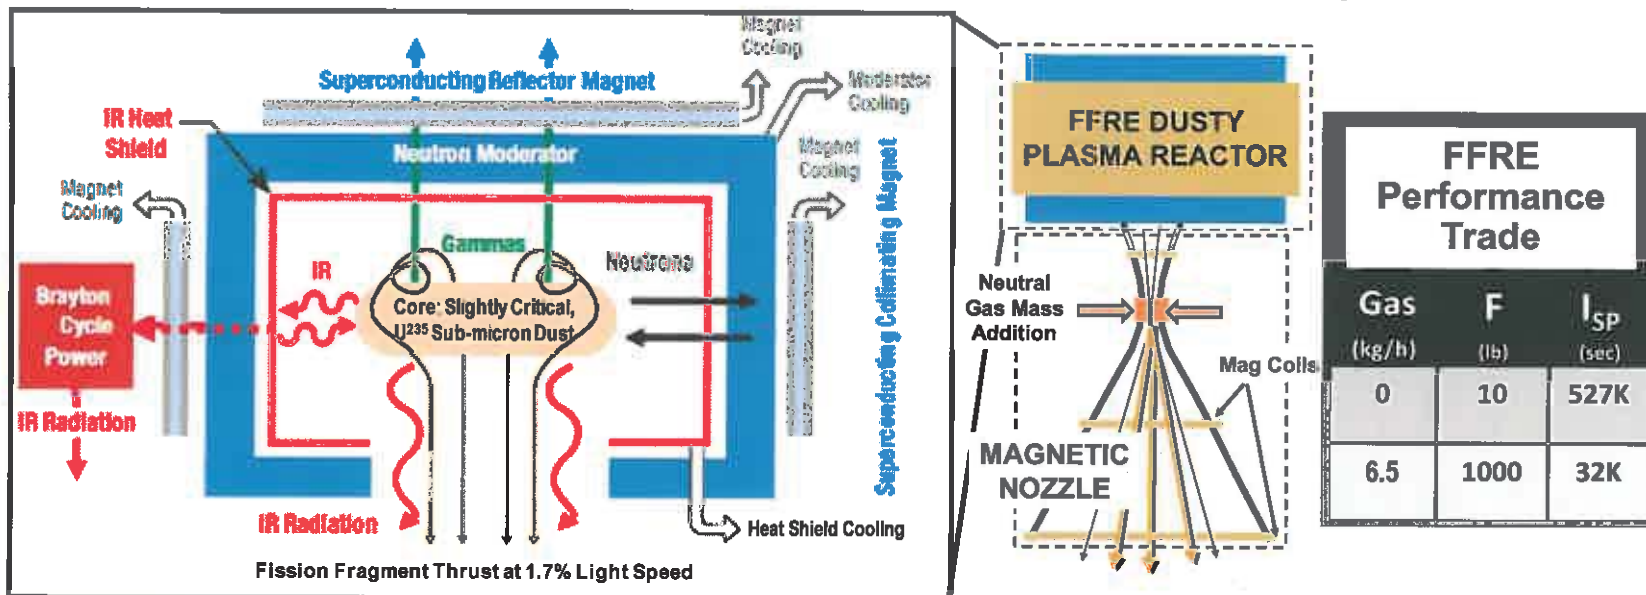 Magnet
Cooling
Superconducting Reflector Magnet
Moderator
Cooling
IR Heat
Shield
Neutron Moderator
Magnet
Cooling
Magnet
Cooling
Superconducting Collimating Magnet
Gammas
Neutrons
IR
Brayton
Cycle
Power
Core: Slightly Critical,
U²³⁵ Sub-micron Dust
IR Radiation
IR Radiation
Heat Shield Cooling
Fission Fragment Thrust at 1.7% Light Speed
FFRE DUSTY
PLASMA REACTOR
Neutral
Gas Mass
Addition
Mag Coils
MAGNETIC
NOZZLE
FFRE
Performance
Trade
Gas F I_SP
(kg/h) (lb) (sec)
0 10 527K
6.5 1000 32K